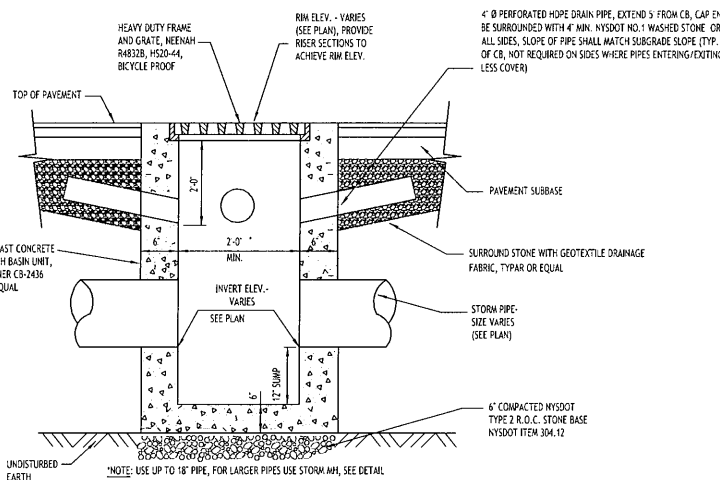 HEAVY DUTY FRAME
AND GRATE, NEENAH
R4832B, HS20-44,
BICYCLE PROOF
RIM ELEV. - VARIES
(SEE PLAN), PROVIDE
RISER SECTIONS TO
ACHIEVE RIM ELEV.
4" Ø PERFORATED HDPE DRAIN PIPE, EXTEND 5' FROM CB, CAP
BE SURROUNDED WITH 4" MIN. NYSDOT NO.1 WASHED STONE
ALL SIDES, SLOPE OF PIPE SHALL MATCH SUBGRADE SLOPE (TYP.
OF CB, NOT REQUIRED ON SIDES WHERE PIPES ENTERING/EXITING
LESS COVER)
TOP OF PAVEMENT
2'-0"
PAVEMENT SUBBASE
6"
2'-0" *
MIN.
6"
CONCRETE
BASIN UNIT,
CB-2436
SURROUND STONE WITH GEOTEXTILE DRAINAGE
FABRIC, TYPAR OR EQUAL
INVERT ELEV.-
VARIES
SEE PLAN
STORM PIPE-
SIZE VARIES
(SEE PLAN)
12" SUMP
6"
6" COMPACTED NYSDOT
TYPE 2 R.O.C. STONE BASE
NYSDOT ITEM 304.12
UNDISTURBED
EARTH
*NOTE: USE UP TO 18" PIPE, FOR LARGER PIPES USE STORM MH, SEE DETAIL